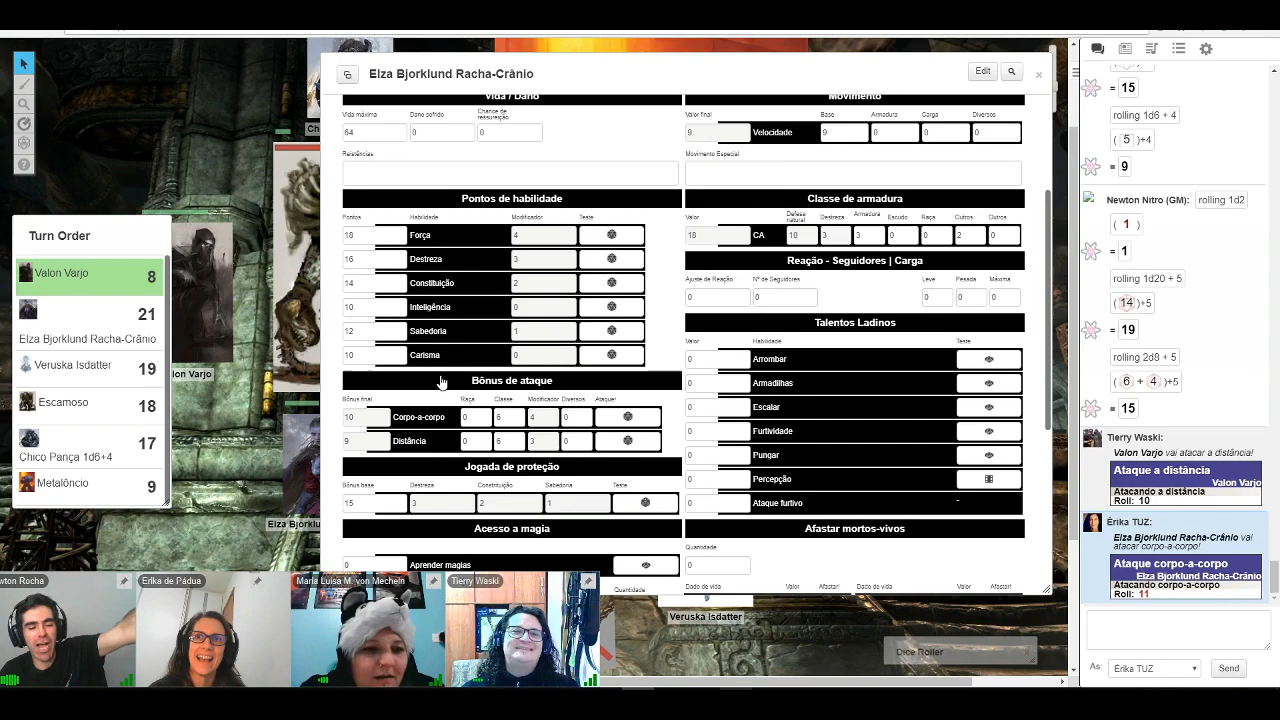 Elza Bjorklund Racha-Crânio
Edit
×
Vida / Dano
Vida máxima
Dano sofrido
Chance de
ressureição
64
0
0
Reistências
Pontos de habilidade
Pontos Habilidade Modificador Teste
18 Força 4
16 Destreza 3
14 Constituição 2
10 Inteligência 0
12 Sabedoria 1
10 Carisma 0
Bônus de ataque
Bônus final Raça Classe Modificador Diversos Ataque!
10 Corpo-a-corpo 0 6 4 0
9 Distância 0 6 3 0
Jogada de proteção
Bônus base Destreza Constituição Sabedoria Teste
15 3 2 1
Acesso a magia
0 Aprender magias
Quantidade
Movimento
Valor final Base Armadura Carga Diversos
9 Velocidade 9 0 0 0
Movimento Especial
Classe de armadura
Valor Defesa natural Destreza Armadura Escudo Raça Outros Outros
18 CA 10 3 3 0 0 2 0
Reação - Seguidores | Carga
Ajuste de Reação Nº de Seguidores Leve Pesada Máxima
0 0 0 0 0
Talentos Ladinos
Valor Habilidade Teste
0 Arrombar
0 Armadilhas
0 Escalar
0 Furtividade
0 Pungar
0 Percepção
0 Ataque furtivo -
Afastar mortos-vivos
Quantidade
0
Dado de vida Valor Afastar! Dado de vida Valor Afastar!
Turn Order
Valon Varjo 8
21
Elza Bjorklund Racha-Crânio
Veruska Isdatter 19
Escamoso 18
17
Chico Pança 1d6+4
Metalôncio 9
Ch
lon Varjo
Elza Bjorklu
Veruska Isdatter
Dice Roller
wton Rocha
Erika de Pádua
Maria Luisa M. von Mecheln
Tierry Waski
= 15
rolling 1d6 + 4
( 5 )+4
= 9
Newton Nitro (GM): rolling 1d2
( 1 )
= 1
rolling 1d20 + 5
(14)+5
= 19
rolling 2d8 + 5
( 6 + 4 )+5
= 15
Tierry Waski:
Valon Varjo vai atacar a distância!
Ataque a distância
Valon Varjo
Atacando a distância
Roll: 10
Érika TUZ:
Elza Bjorklund Racha-Crânio vai
atacar corpo-a-corpo!
Ataque corpo-a-corpo
Elza Bjorklund Racha-Crânio
Atacando corpo-a-corpo
Roll: 11
As: Érika TUZ
Send